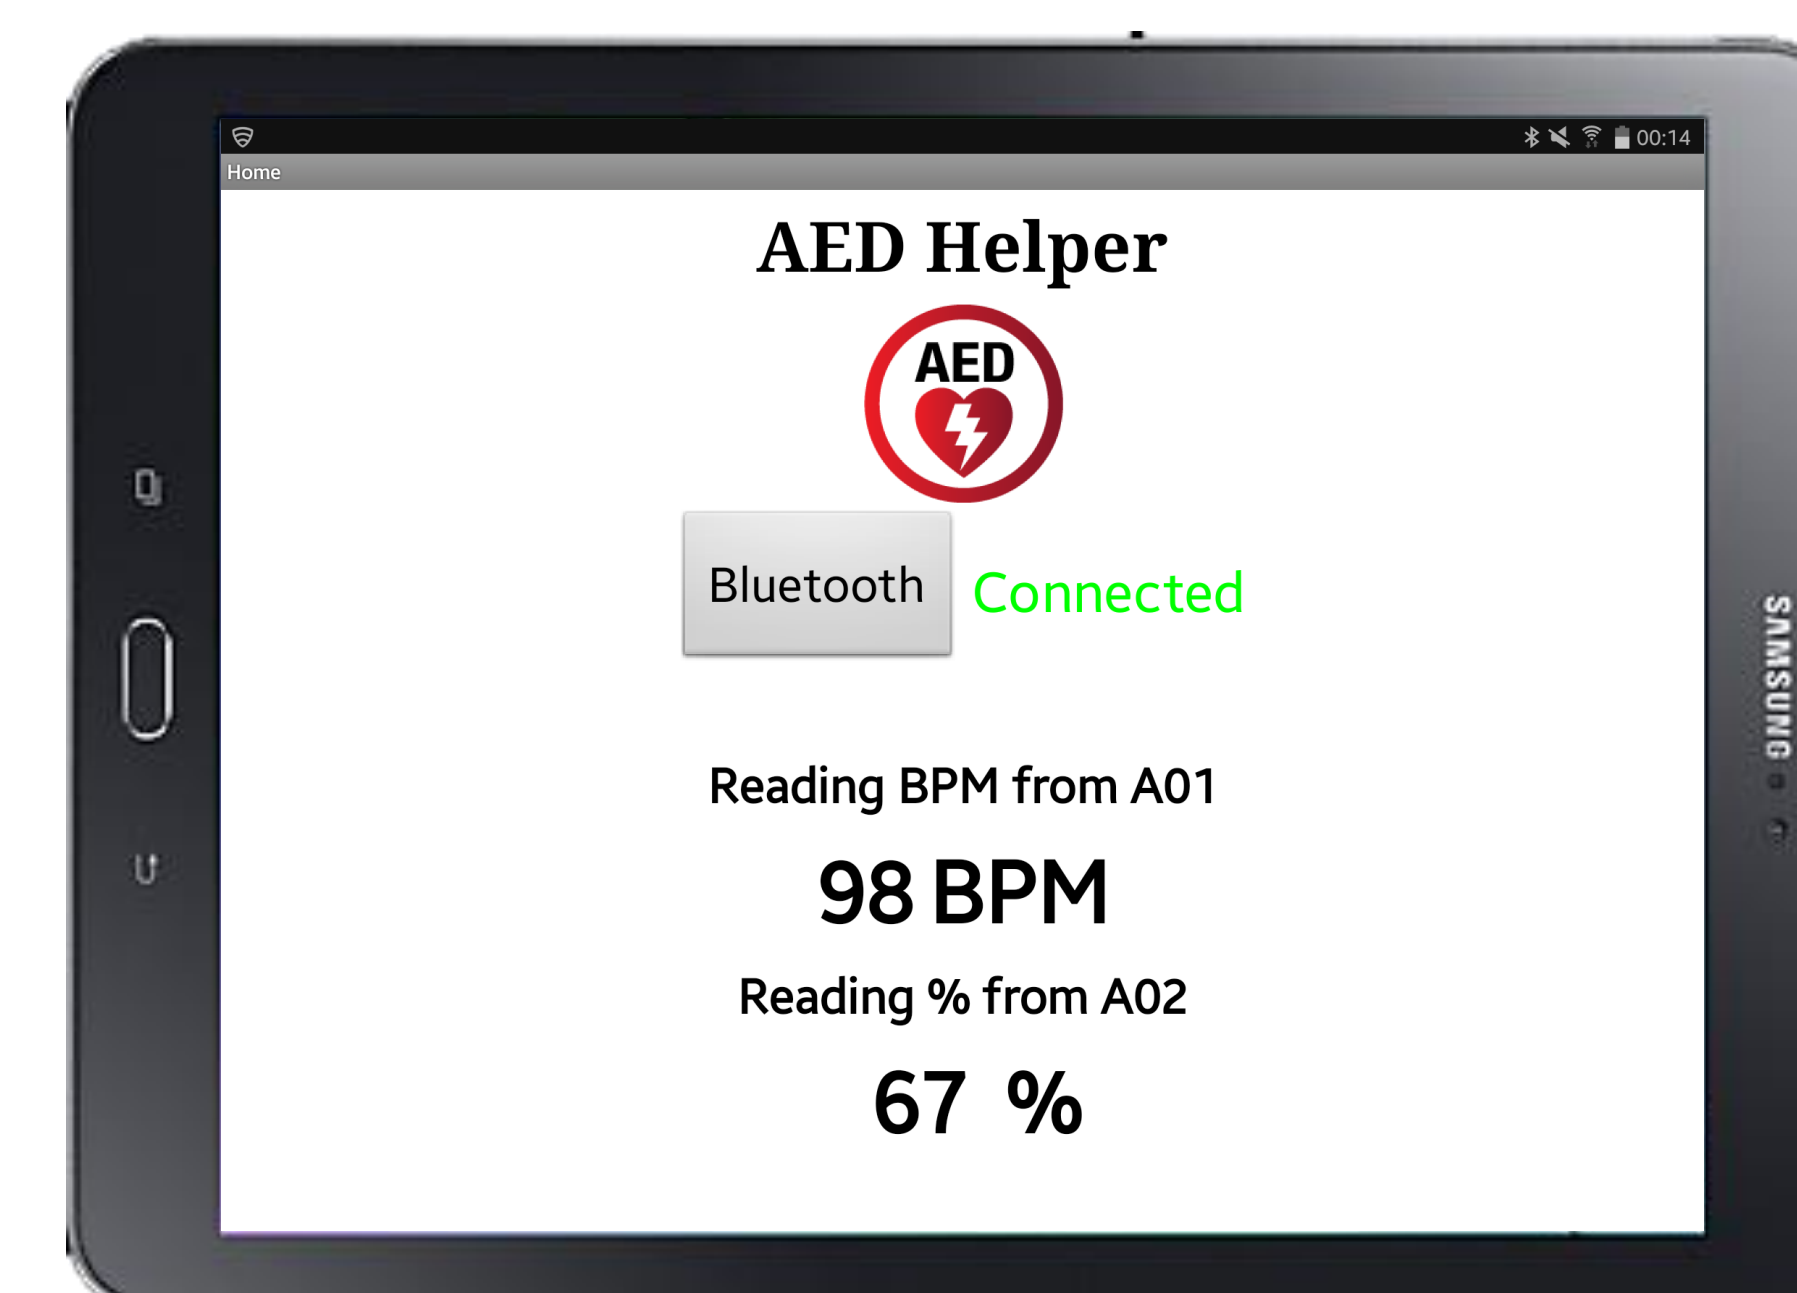 00:14
Home
AED Helper
AED
Bluetooth
Connected
Reading BPM from A01
98 BPM
Reading % from A02
67 %
SAMSUNG